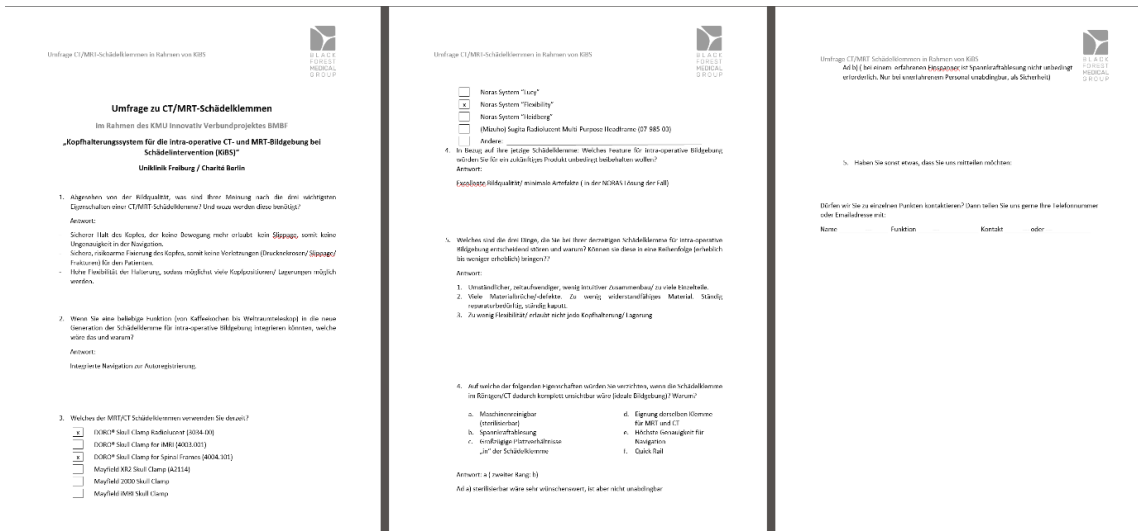 Umfrage CT/MRT-Schädelklemmen in Rahmen von KiBS
BLACK
FOREST
MEDICAL
GROUP
Umfrage zu CT/MRT-Schädelklemmen
Im Rahmen des KMU Innovativ Verbundprojektes BMBF
„Kopfhalterungssystem für die intra-operative CT- und MRT-Bildgebung bei
Schädelintervention (KiBS)“
Uniklinik Freiburg / Charité Berlin
1. Abgesehen von der Bildqualität, was sind Ihrer Meinung nach die drei wichtigsten
Eigenschaften einer CT/MRT-Schädelklemme? Und wozu werden diese benötigt?
Antwort:
Sicherer Halt des Kopfes, der keine Bewegung mehr erlaubt kein Slippage, somit keine
Ungenauigkeit in der Navigation.
Sichere, risikoarme Fixierung des Kopfes, somit keine Verletzungen (Drucknekrosen/ Slippage/
Frakturen) für den Patienten.
- Hohe Flexibilität der Halterung, sodass möglichst viele Kopfpositionen/ Lagerungen möglich
werden.
2. Wenn Sie eine beliebige Funktion (von Kaffeekochen bis Weltraumteleskop) in die neue
Generation der Schädelklemme für intra-operative Bildgebung integrieren könnten, welche
wäre das und warum?
Antwort:
Integrierte Navigation zur Autoregistrierung.
3. Welches der MRT/CT Schädelklemmen verwenden Sie derzeit?
x DORO® Skull Clamp Radiolucent (3034-00)
DORO® Skull Clamp for iMRI (4003.001)
x DORO® Skull Clamp for Spinal Frames (4004.101)
Mayfield XR2 Skull Clamp (A2114)
Mayfield 2000 Skull Clamp
Mayfield iMRI Skull Clamp
Umfrage CT/MRT-Schädelklemmen in Rahmen von KiBS
BLACK
FOREST
MEDICAL
GROUP
Noras System "Lucy"
x Noras System "Flexibility"
Noras System "Heidberg"
(Mizuho) Sugita Radiolucent Multi Purpose Headframe (07 985 00)
Andere:
4. In Bezug auf Ihre jetzige Schädelklemme: Welches Feature für intra-operative Bildgebung
würden Sie für ein zukünftiges Produkt unbedingt beibehalten wollen?
Antwort:
Excellente Bildqualität/ minimale Artefakte ( in der NORAS Lösung der Fall)
5. Welches sind die drei Dinge, die Sie bei Ihrer derzeitigen Schädelklemme für intra-operative
Bildgebung entscheidend stören und warum? Können sie diese in eine Reihenfolge (erheblich
bis weniger erheblich) bringen??
Antwort:
1. Umständlicher, zeitaufwendiger, wenig intuitiver Zusammenbau/ zu viele Einzelteile.
2. Viele Materialbrüche/-defekte. Zu wenig widerstandfähiges Material. Ständig
reparaturbedürftig, ständig kaputt.
3. Zu wenig Flexibilität/ erlaubt nicht jede Kopfhaltung/ Lagerung
4. Auf welche der folgenden Eigenschaften würden Sie verzichten, wenn die Schädelklemme
im Röntgen/CT dadurch komplett unsichtbar wäre (ideale Bildgebung)? Warum?
a. Maschinenreinigbar
(sterilisierbar)
b. Spannkraftablesung
c. Großzügige Platzverhältnisse
„in“ der Schädelklemme
d. Eignung derselben Klemme
für MRT und CT
e. Höchste Genauigkeit für
Navigation
f. Quick Rail
Antwort: a ( zweiter Rang: b)
Ad a) sterilisierbar wäre sehr wünschenswert, ist aber nicht unabdingbar
Umfrage CT/MRT Schädelklemmen in Rahmen von KiBS
BLACK
FOREST
MEDICAL
GROUP
Ad b) ( bei einem erfahrenen Einspanner ist Spannkraftablesung nicht unbedingt
erforderlich. Nur bei unerfahrenem Personal unabdingbar, als Sicherheit)
5. Haben Sie sonst etwas, dass Sie uns mitteilen möchten:
Dürfen wir Sie zu einzelnen Punkten kontaktieren? Dann teilen Sie uns gerne Ihre Telefonnummer
oder Emailadresse mit:
Name Funktion Kontakt oder